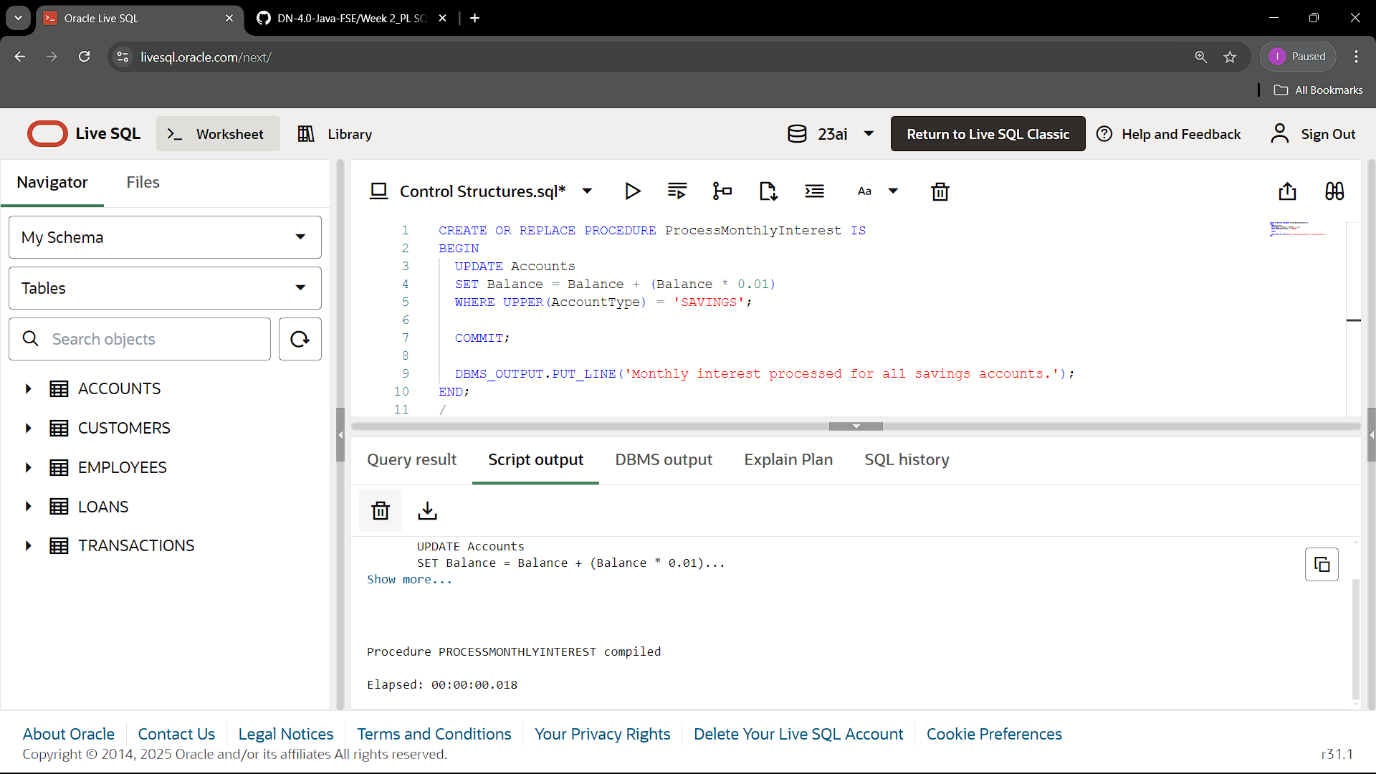 Oracle Live SQL
DN-4.0-Java-FSE/Week 2_PL SQ
livesql.oracle.com/next/
I
Paused
All Bookmarks
Live SQL
Worksheet
Library
23ai
Return to Live SQL Classic
Help and Feedback
Sign Out
Navigator
Files
My Schema
Tables
Search objects
ACCOUNTS
CUSTOMERS
EMPLOYEES
LOANS
TRANSACTIONS
Control Structures.sql*
Aa
1 CREATE OR REPLACE PROCEDURE ProcessMonthlyInterest IS
2 BEGIN
3 UPDATE Accounts
4 SET Balance = Balance + (Balance * 0.01)
5 WHERE UPPER(AccountType) = 'SAVINGS';
6
7 COMMIT;
8
9 DBMS_OUTPUT.PUT_LINE('Monthly interest processed for all savings accounts.');
10 END;
11 /
Query result
Script output
DBMS output
Explain Plan
SQL history
UPDATE Accounts
SET Balance = Balance + (Balance * 0.01)...
Show more...
Procedure PROCESSMONTHLYINTEREST compiled
Elapsed: 00:00:00.018
About Oracle
Contact Us
Legal Notices
Terms and Conditions
Your Privacy Rights
Delete Your Live SQL Account
Cookie Preferences
Copyright © 2014, 2025 Oracle and/or its affiliates All rights reserved.
r31.1